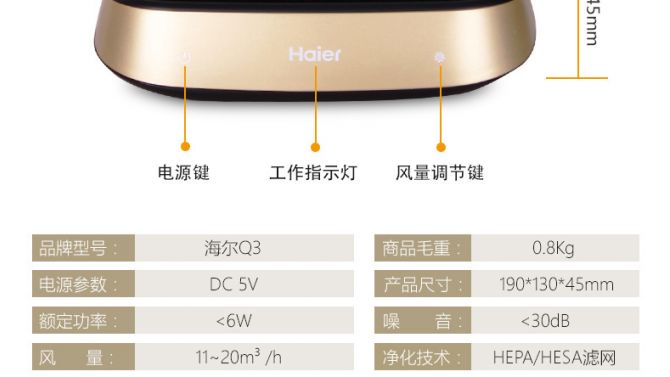 45mm
Haier
电源键 工作指示灯 风量调节键
品牌型号： 海尔Q3 商品毛重： 0.8Kg
电源参数： DC 5V 产品尺寸： 190*130*45mm
额定功率： <6W 噪 音： <30dB
风 量： 11~20m³ /h 净化技术： HEPA/HESA滤网